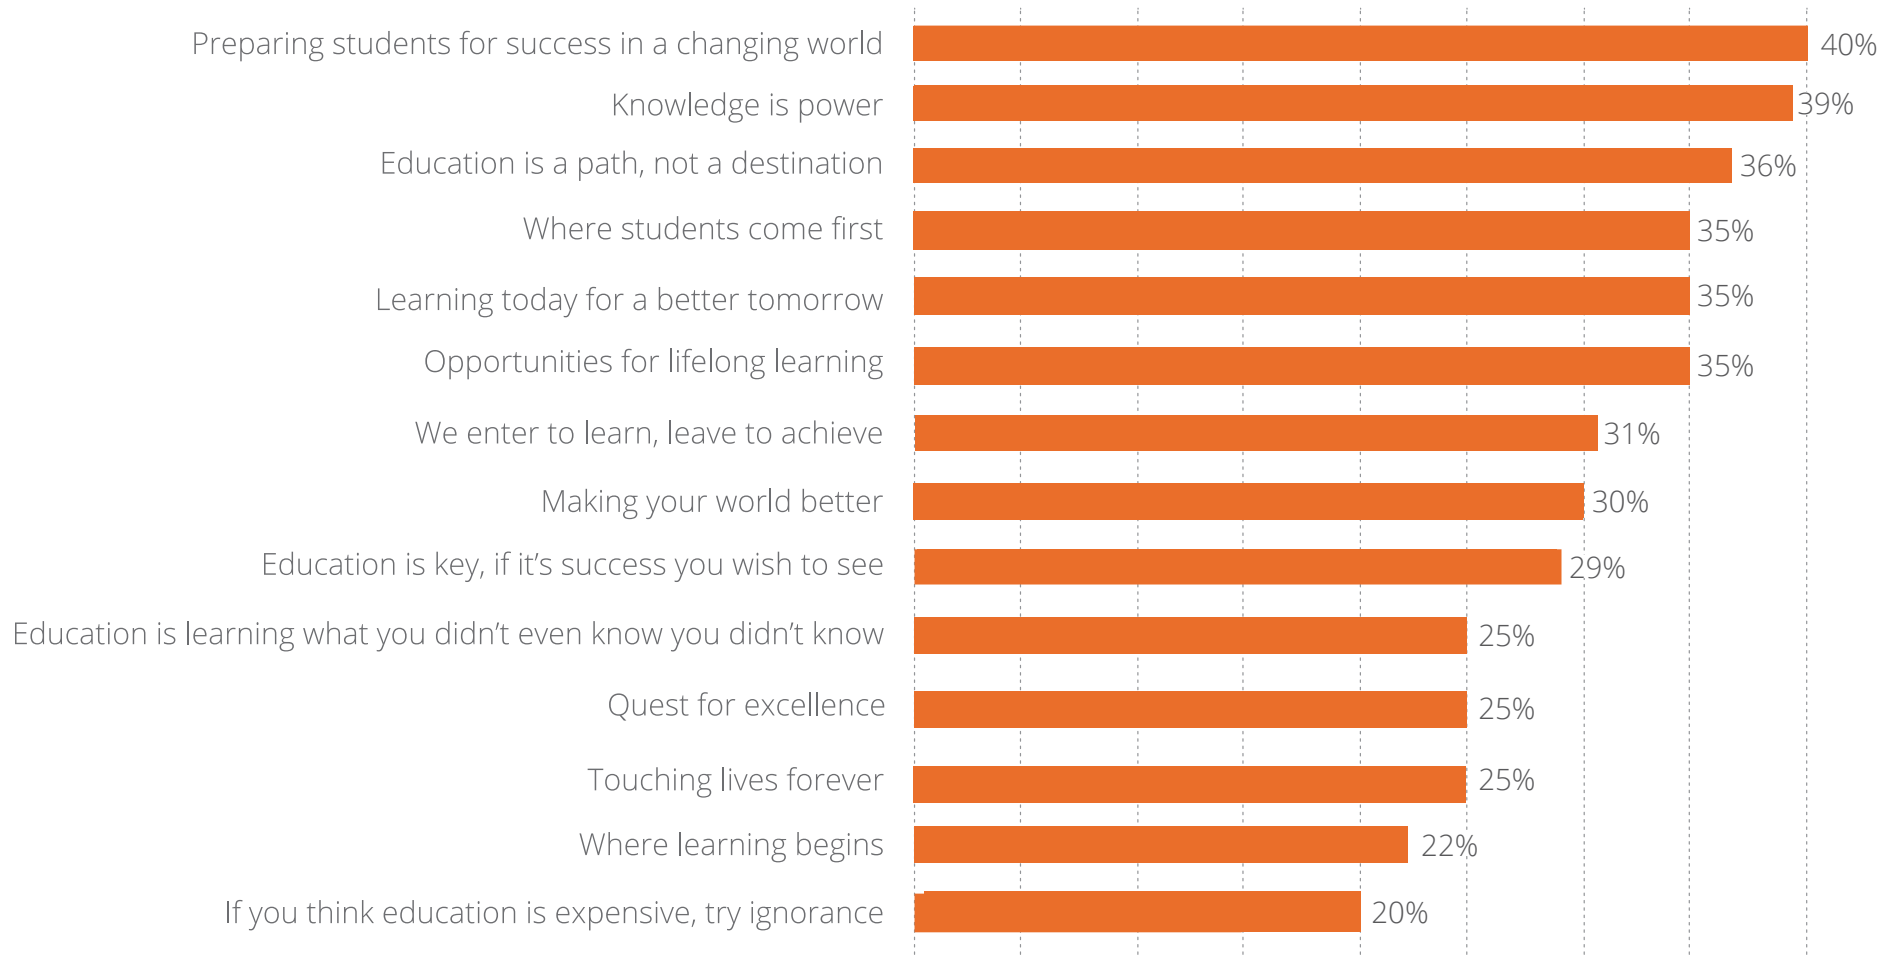 Preparing students for success in a changing world 40%
Knowledge is power 39%
Education is a path, not a destination 36%
Where students come first 35%
Learning today for a better tomorrow 35%
Opportunities for lifelong learning 35%
We enter to learn, leave to achieve 31%
Making your world better 30%
Education is key, if it’s success you wish to see 29%
Education is learning what you didn’t even know you didn’t know 25%
Quest for excellence 25%
Touching lives forever 25%
Where learning begins 22%
If you think education is expensive, try ignorance 20%